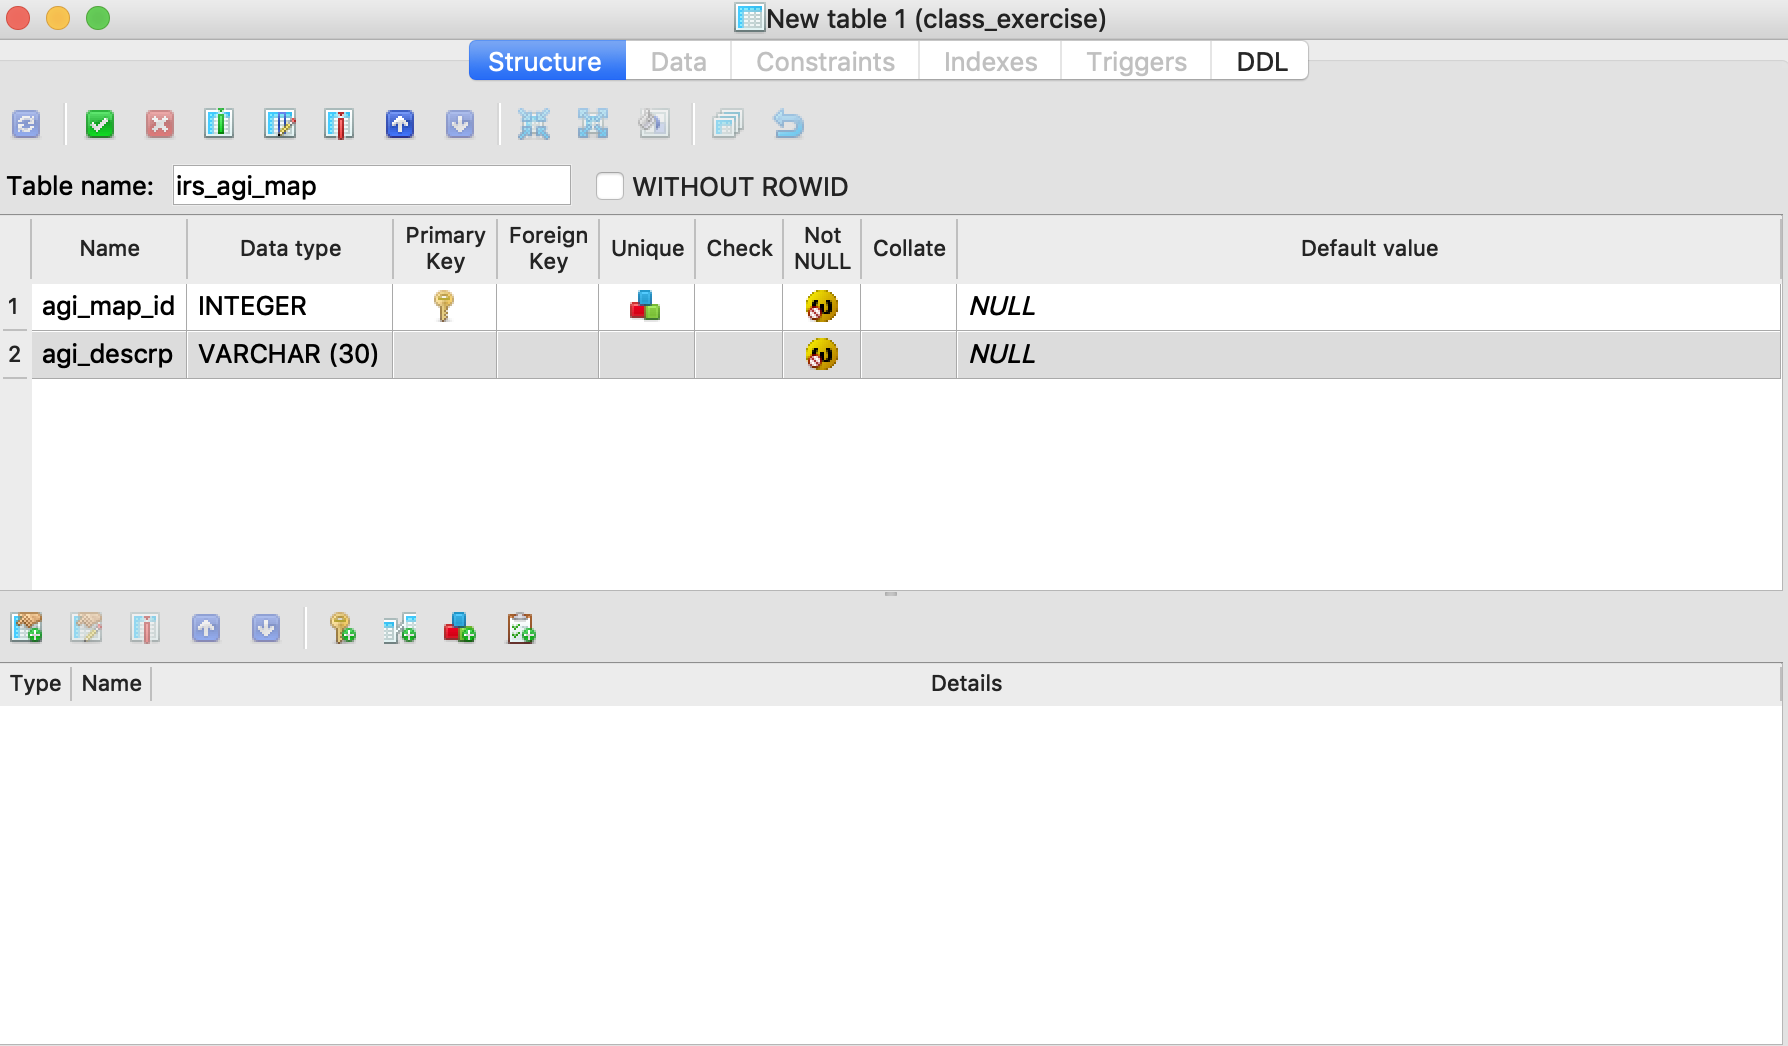 New table 1 (class_exercise)
Structure Data Constraints Indexes Triggers DDL
Table name: irs_agi_map WITHOUT ROWID
Name Data type Primary Key Foreign Key Unique Check Not NULL Collate Default value
1 agi_map_id INTEGER NULL
2 agi_descrp VARCHAR (30) NULL
Type Name Details